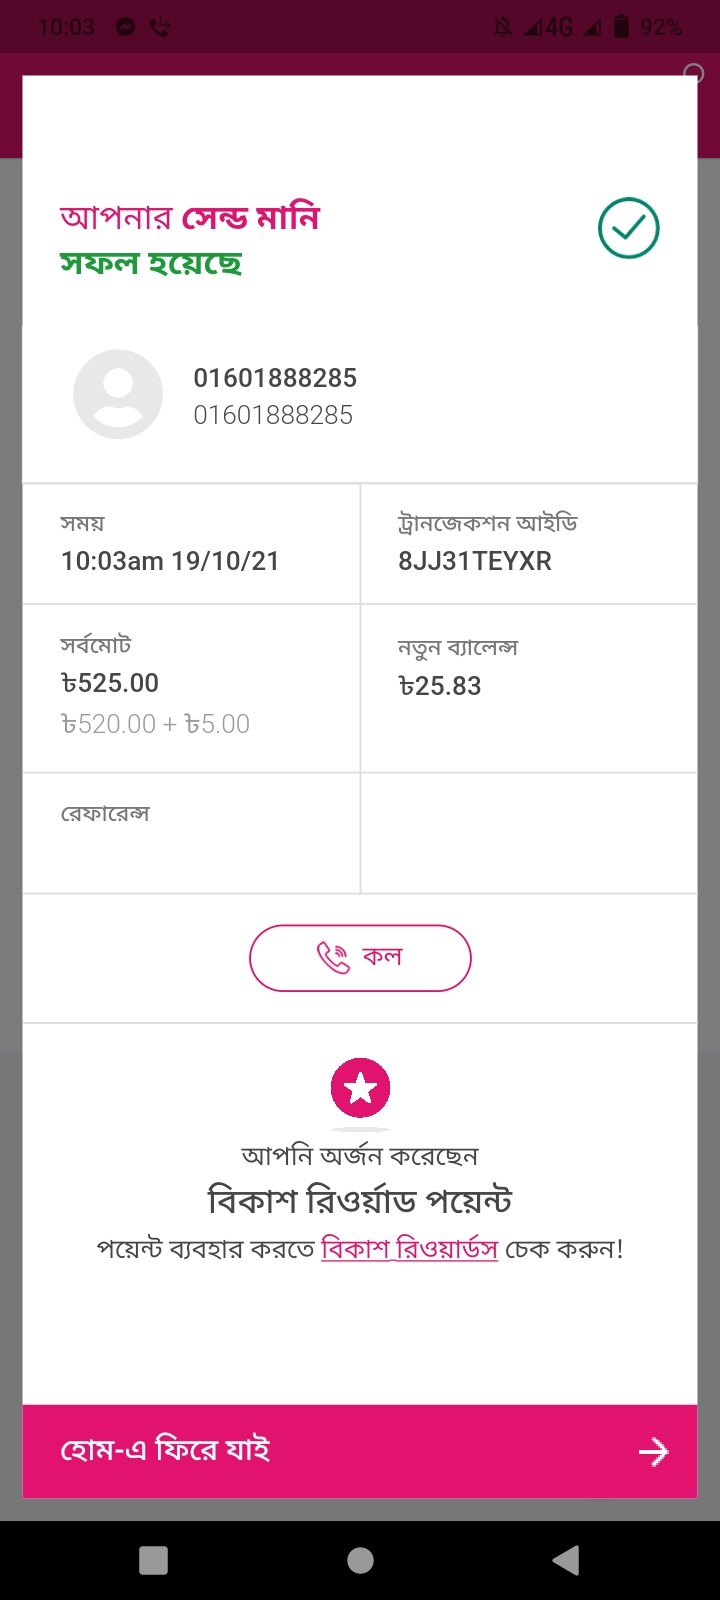 10:03
4G 92%
আপনার সেন্ড মানি
সফল হয়েছে
01601888285
01601888285
সময়
10:03am 19/10/21
ট্রানজেকশন আইডি
8JJ31TEYXR
সর্বমোট
৳525.00
৳520.00 + ৳5.00
নতুন ব্যালেন্স
৳25.83
রেফারেন্স
কল
আপনি অর্জন করেছেন
বিকাশ রিওর্য়াড পয়েন্ট
পয়েন্ট ব্যবহার করতে বিকাশ রিওয়ার্ডস চেক করুন!
হোম-এ ফিরে যাই